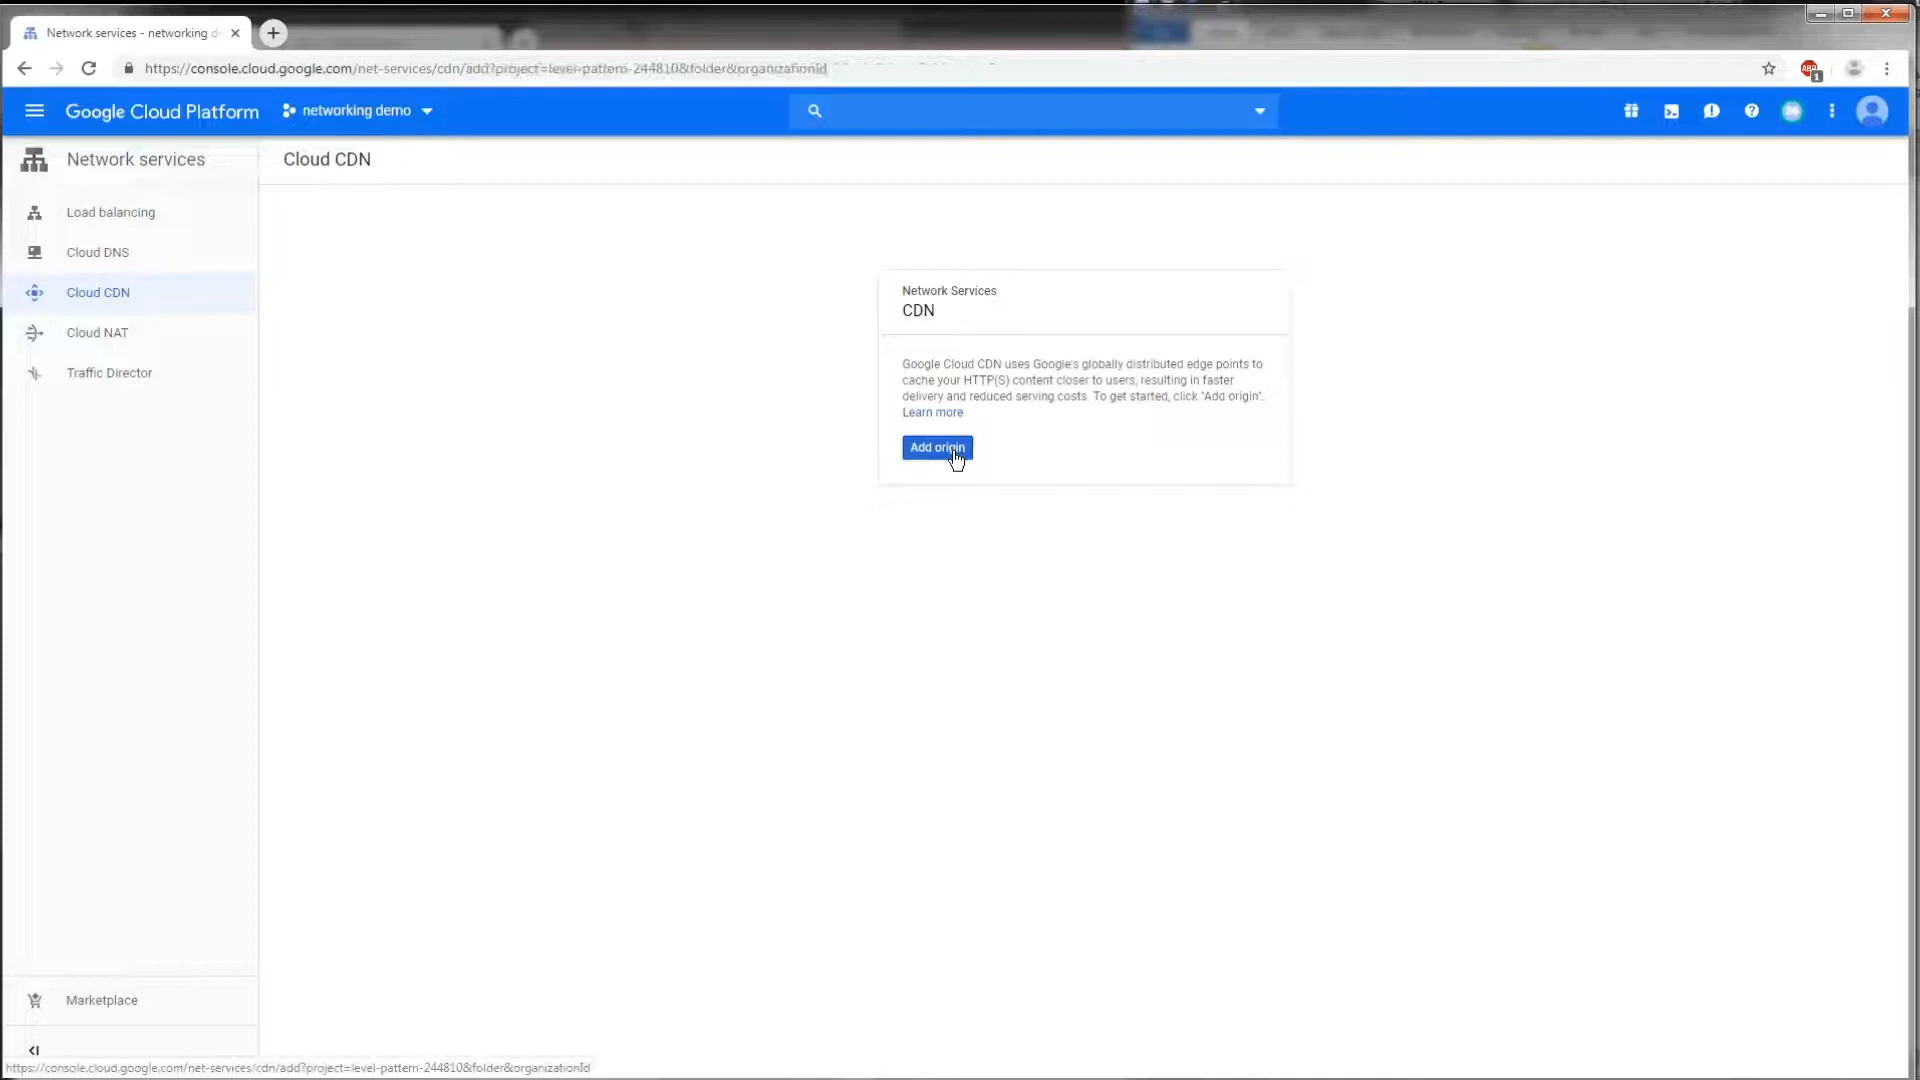 Network services - networking d
https://console.cloud.google.com/net-services/cdn/add?project=level-pattern-244810&folder&organizationId
1
Google Cloud Platform
networking demo
Network services
Cloud CDN
Load balancing
Cloud DNS
Cloud CDN
Cloud NAT
Traffic Director
Network Services
CDN
Google Cloud CDN uses Google's globally distributed edge points to
cache your HTTP(S) content closer to users, resulting in faster
delivery and reduced serving costs. To get started, click "Add origin".
Learn more
Add origin
Marketplace
https://console.cloud.google.com/net-services/cdn/add?project=level-pattern-244810&folder&organizationId